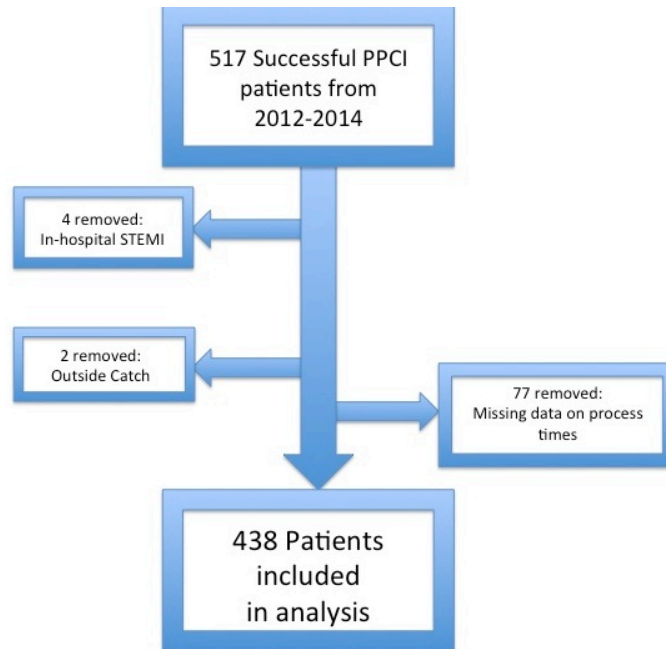 517 Successful PPCI
patients from
2012-2014
4 removed:
In-hospital STEMI
2 removed:
Outside Catch
77 removed:
Missing data on process
times
438 Patients
included
in analysis